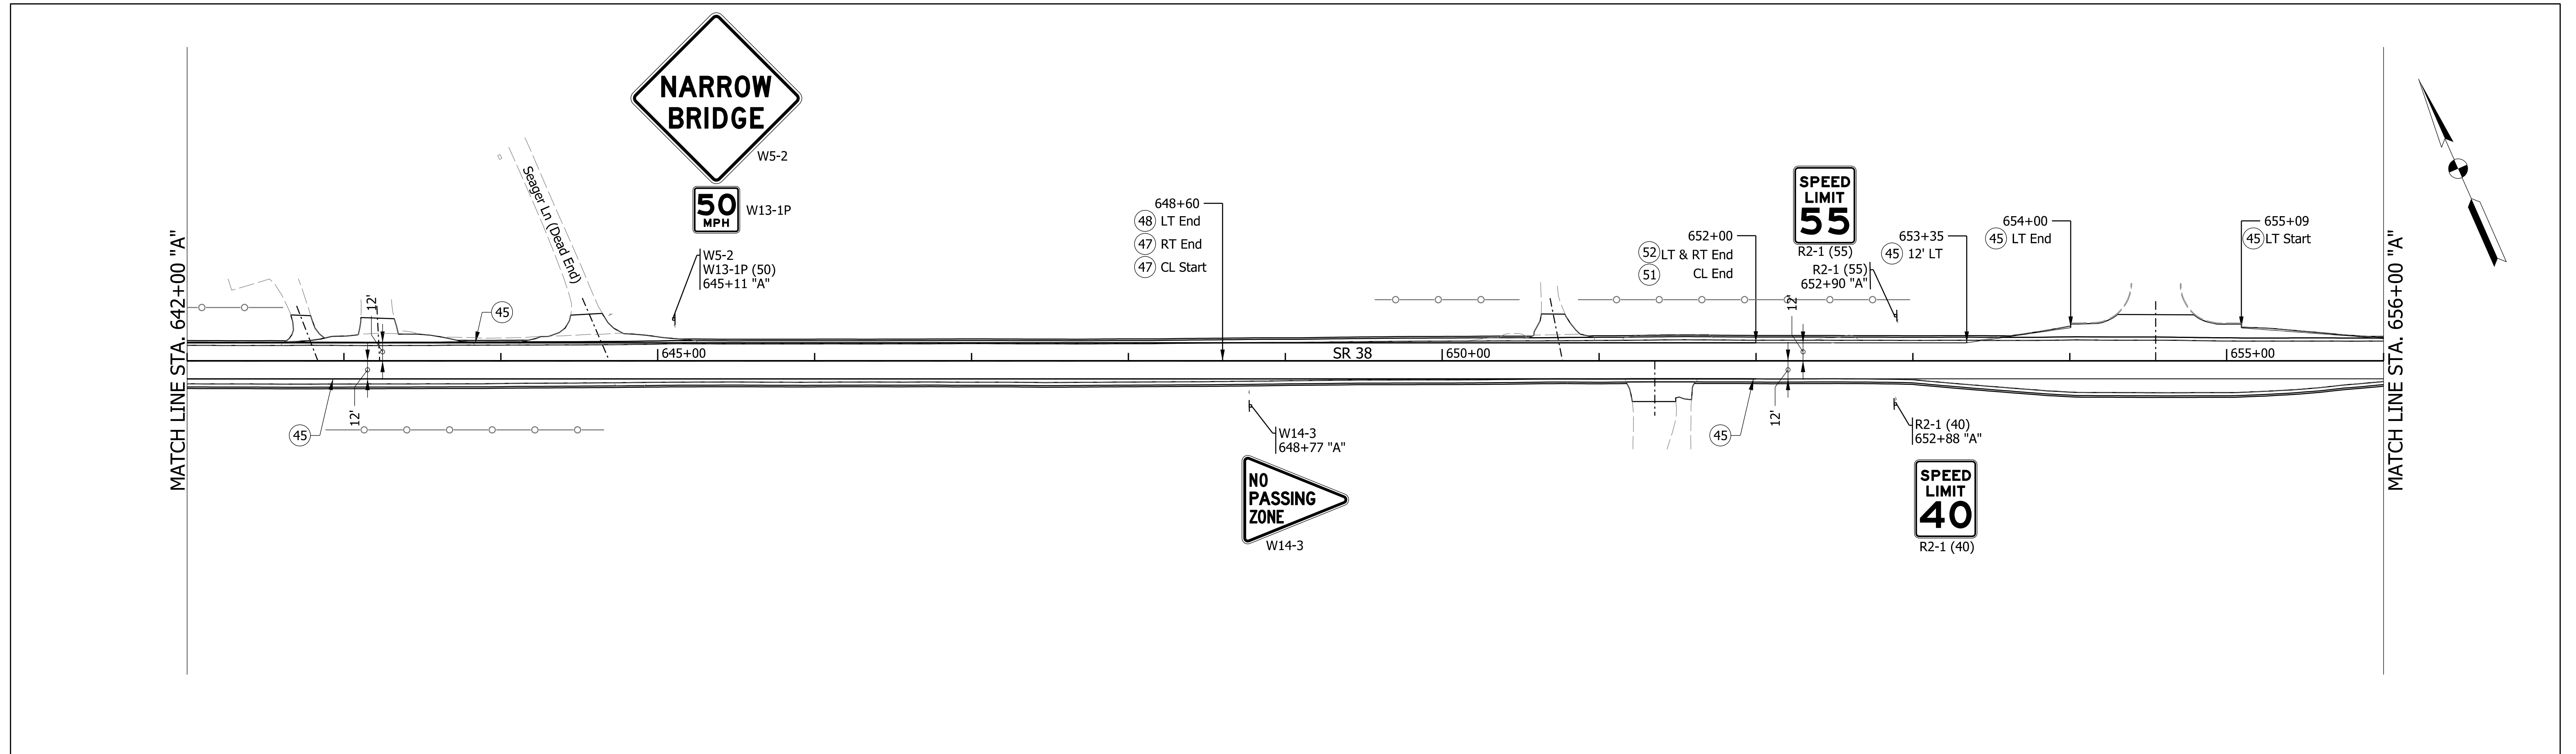 MATCH LINE STA. 642+00 "A"
NARROW
BRIDGE
W5-2
50
MPH
W13-1P
Seager Ln (Dead End)
W5-2
W13-1P (50)
645+11 "A"
12'
12'
45
45
645+00
648+60
48 LT End
47 RT End
47 CL Start
SR 38
W14-3
648+77 "A"
NO
PASSING
ZONE
W14-3
650+00
652+00
52 LT & RT End
51 CL End
SPEED
LIMIT
55
R2-1 (55)
R2-1 (55)
652+90 "A"
12'
12'
45
653+35
45 12' LT
R2-1 (40)
652+88 "A"
SPEED
LIMIT
40
R2-1 (40)
654+00
45 LT End
655+09
45 LT Start
655+00
MATCH LINE STA. 656+00 "A"